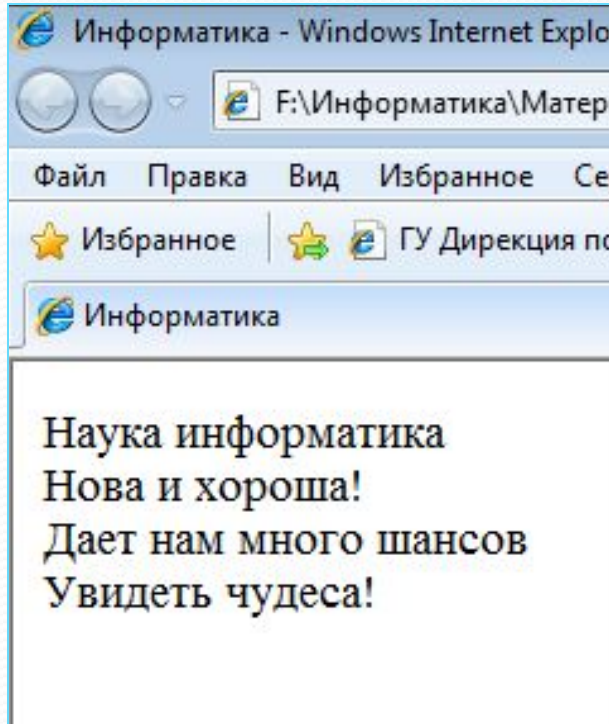 Информатика - Windows Internet Explo
F:\Информатика\Матер
Файл Правка Вид Избранное Се
Избранное ГУ Дирекция по
Информатика
Наука информатика
Нова и хороша!
Дает нам много шансов
Увидеть чудеса!